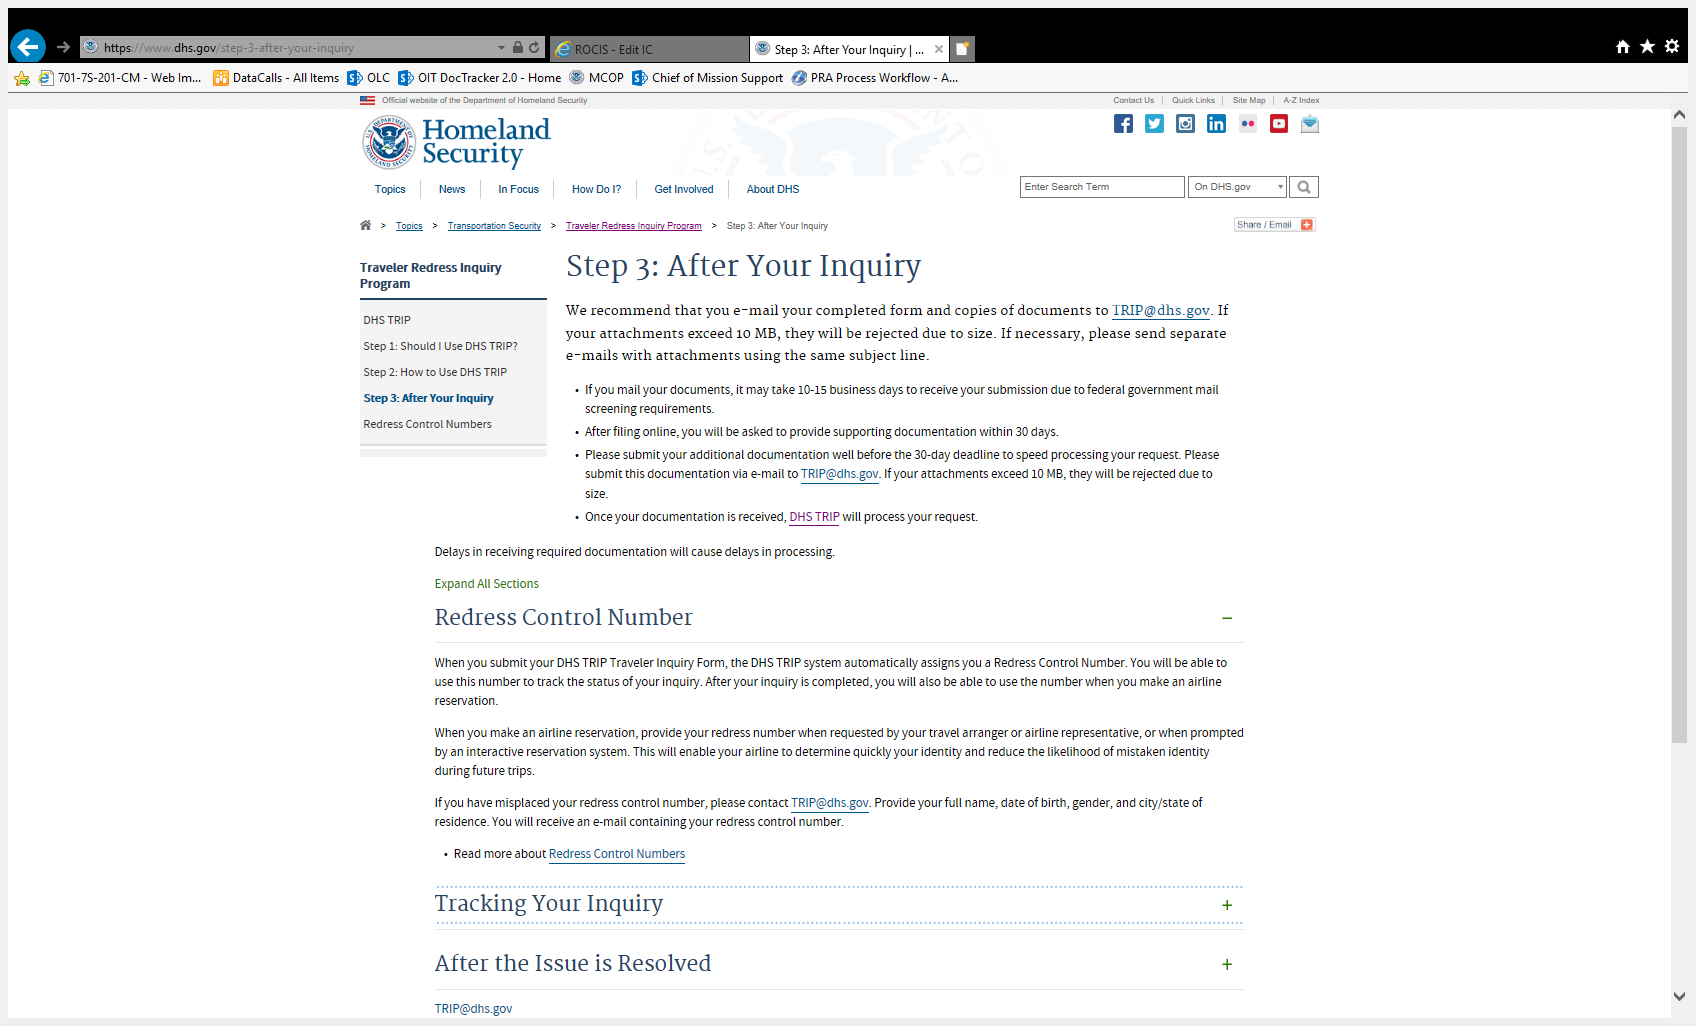 https://www.dhs.gov/step-3-after-your-inquiry
ROCIS - Edit IC
Step 3: After Your Inquiry | ...
701-7S-201-CM - Web Im...
DataCalls - All Items
OLC
OIT DocTracker 2.0 - Home
MCOP
Chief of Mission Support
PRA Process Workflow - A...
Official website of the Department of Homeland Security
Contact Us
Quick Links
Site Map
A-Z Index
Homeland
Security
Topics
News
In Focus
How Do I?
Get Involved
About DHS
Enter Search Term
On DHS.gov
> Topics > Transportation Security > Traveler Redress Inquiry Program > Step 3: After Your Inquiry
Share / Email
Traveler Redress Inquiry
Program
DHS TRIP
Step 1: Should I Use DHS TRIP?
Step 2: How to Use DHS TRIP
Step 3: After Your Inquiry
Redress Control Numbers
Step 3: After Your Inquiry
We recommend that you e-mail your completed form and copies of documents to TRIP@dhs.gov. If
your attachments exceed 10 MB, they will be rejected due to size. If necessary, please send separate
e-mails with attachments using the same subject line.
• If you mail your documents, it may take 10-15 business days to receive your submission due to federal government mail
screening requirements.
• After filing online, you will be asked to provide supporting documentation within 30 days.
• Please submit your additional documentation well before the 30-day deadline to speed processing your request. Please
submit this documentation via e-mail to TRIP@dhs.gov. If your attachments exceed 10 MB, they will be rejected due to
size.
• Once your documentation is received, DHS TRIP will process your request.
Delays in receiving required documentation will cause delays in processing.
Expand All Sections
Redress Control Number −
When you submit your DHS TRIP Traveler Inquiry Form, the DHS TRIP system automatically assigns you a Redress Control Number. You will be able to
use this number to track the status of your inquiry. After your inquiry is completed, you will also be able to use the number when you make an airline
reservation.
When you make an airline reservation, provide your redress number when requested by your travel arranger or airline representative, or when prompted
by an interactive reservation system. This will enable your airline to determine quickly your identity and reduce the likelihood of mistaken identity
during future trips.
If you have misplaced your redress control number, please contact TRIP@dhs.gov. Provide your full name, date of birth, gender, and city/state of
residence. You will receive an e-mail containing your redress control number.
• Read more about Redress Control Numbers
Tracking Your Inquiry +
After the Issue is Resolved +
TRIP@dhs.gov